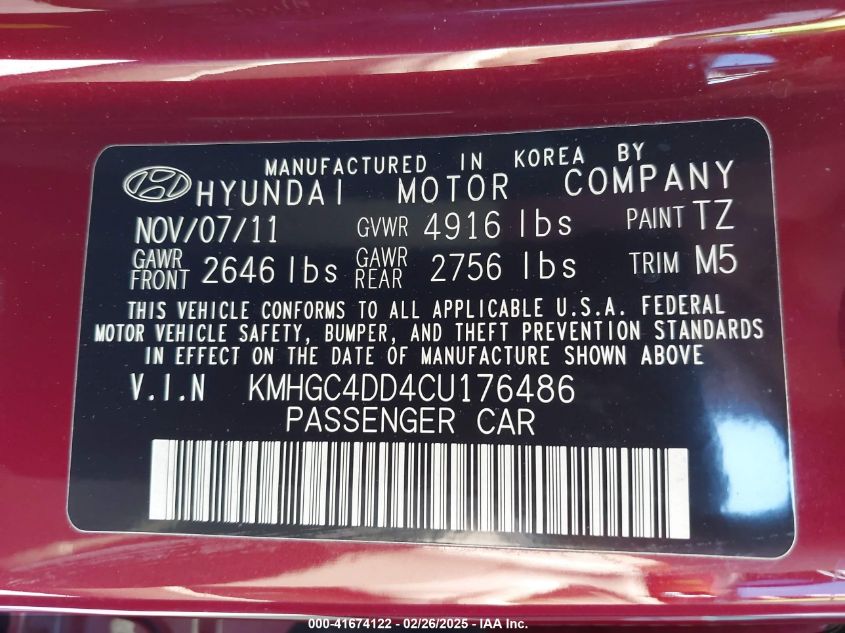 MANUFACTURED IN KOREA BY
HYUNDAI MOTOR COMPANY
NOV/07/11 GVWR 4916 lbs PAINT TZ
GAWR FRONT 2646 lbs GAWR REAR 2756 lbs TRIM M5
THIS VEHICLE CONFORMS TO ALL APPLICABLE U.S.A. FEDERAL
MOTOR VEHICLE SAFETY, BUMPER, AND THEFT PREVENTION STANDARDS
IN EFFECT ON THE DATE OF MANUFACTURE SHOWN ABOVE
V.I.N KMHGC4DD4CU176486
PASSENGER CAR
000-41674122 - 02/26/2025 - IAA Inc.